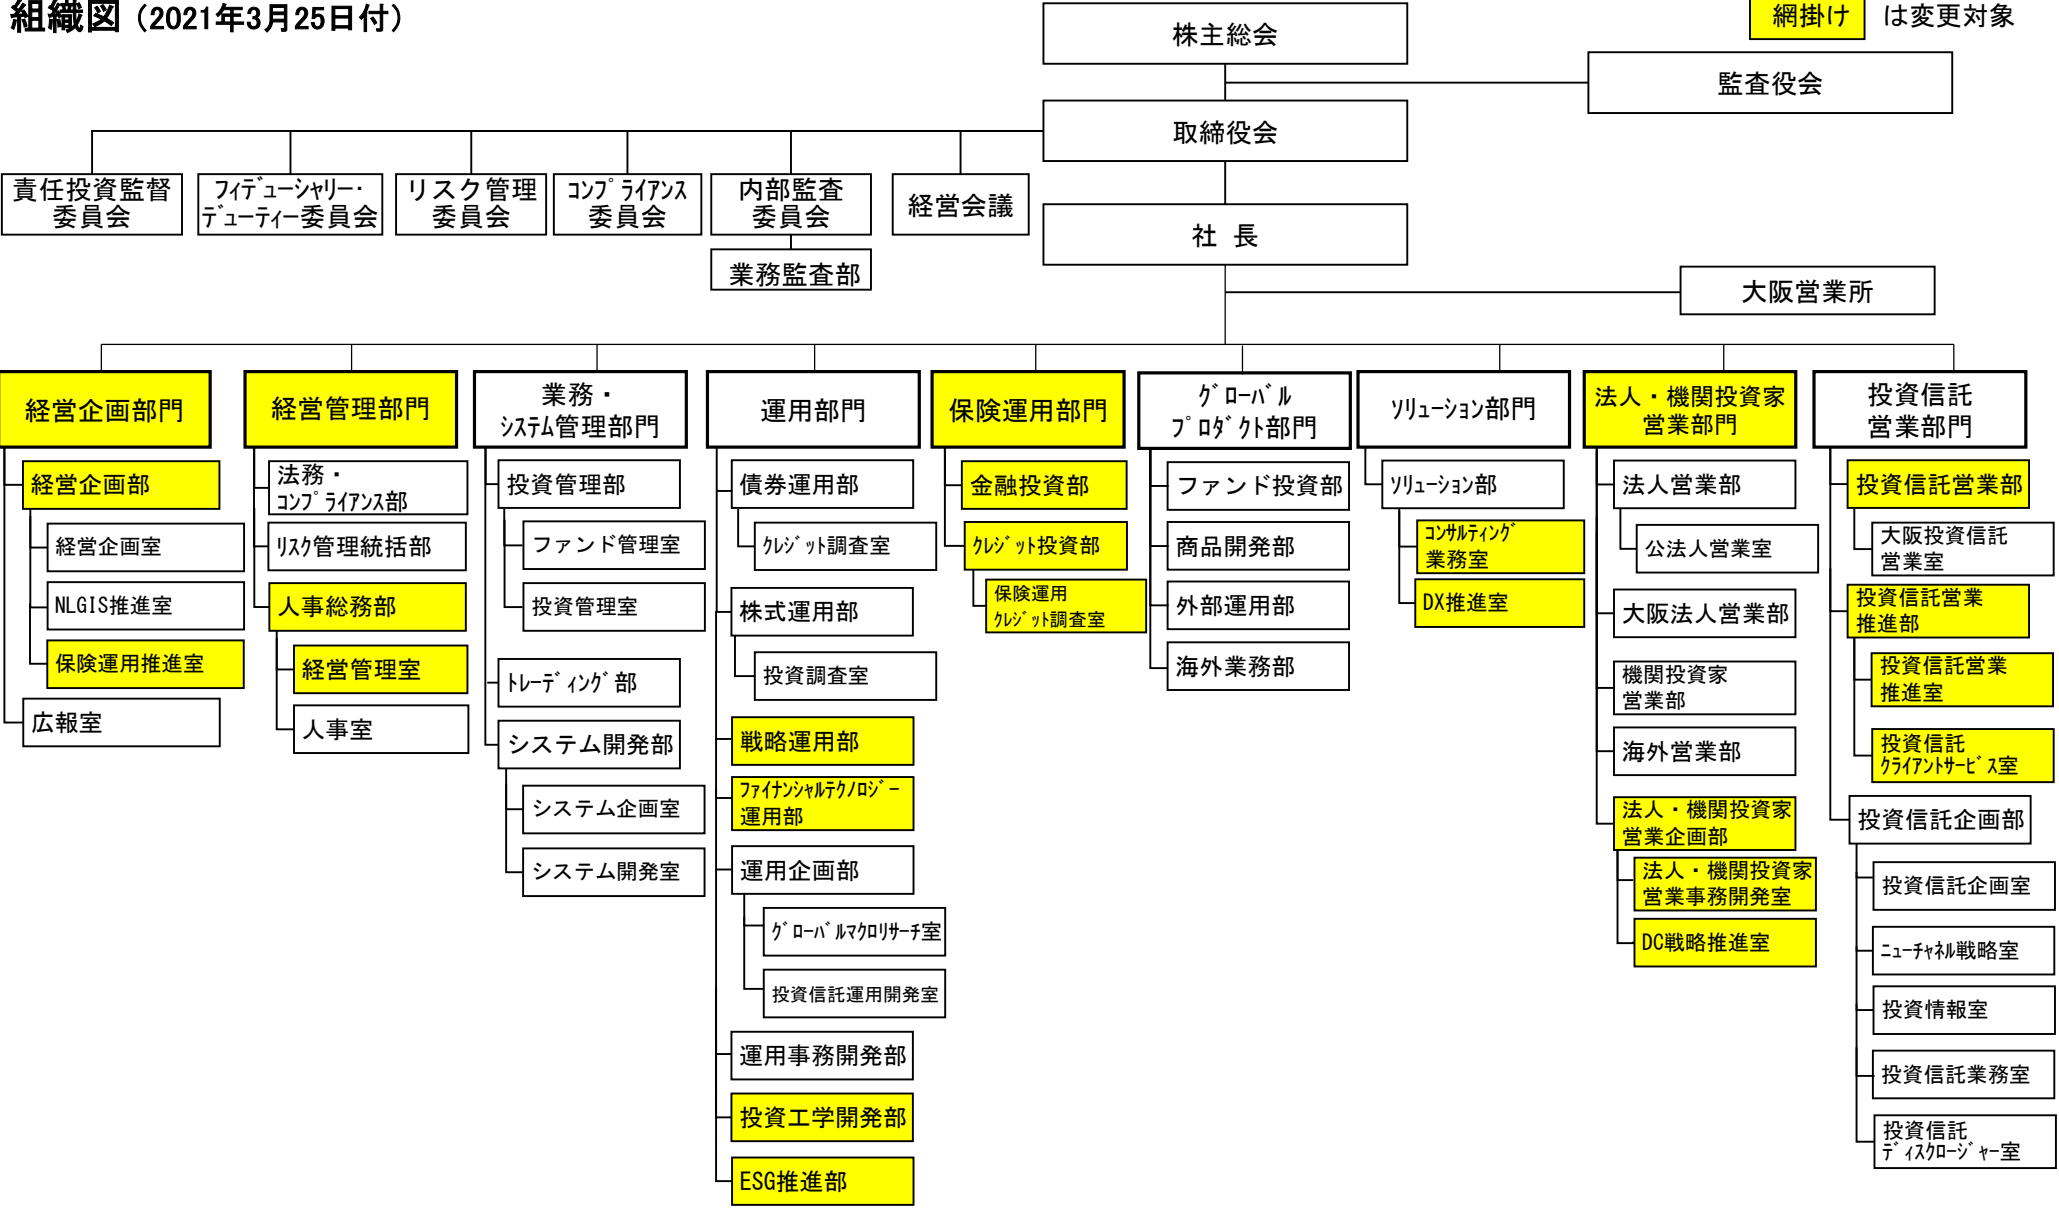 組織図（2021年3月25日付）
網掛け は変更対象
株主総会
監査役会
取締役会
責任投資監督
委員会
フィデューシャリー・
デューティー委員会
リスク管理
委員会
コンプライアンス
委員会
内部監査
委員会
経営会議
社 長
業務監査部
大阪営業所
経営企画部門
経営企画部
経営企画室
NLGIS推進室
保険運用推進室
広報室
経営管理部門
法務・
コンプライアンス部
リスク管理統括部
人事総務部
経営管理室
人事室
業務・
システム管理部門
投資管理部
ファンド管理室
投資管理室
トレーディング部
システム開発部
システム企画室
システム開発室
運用部門
債券運用部
クレジット調査室
株式運用部
投資調査室
戦略運用部
ファイナンシャルテクノロジー
運用部
運用企画部
グローバルマクロリサーチ室
投資信託運用開発室
運用事務開発部
投資工学開発部
ESG推進部
保険運用部門
金融投資部
クレジット投資部
保険運用
クレジット調査室
グローバル
プロダクト部門
ファンド投資部
商品開発部
外部運用部
海外業務部
ソリューション部門
ソリューション部
コンサルティング
業務室
DX推進室
法人・機関投資家
営業部門
法人営業部
公法人営業室
大阪法人営業部
機関投資家
営業部
海外営業部
法人・機関投資家
営業企画部
法人・機関投資家
営業事務開発室
DC戦略推進室
投資信託
営業部門
投資信託営業部
大阪投資信託
営業室
投資信託営業
推進部
投資信託営業
推進室
投資信託
クライアントサービス室
投資信託企画部
投資信託企画室
ニューチャネル戦略室
投資情報室
投資信託業務室
投資信託
ディスクロージャー室